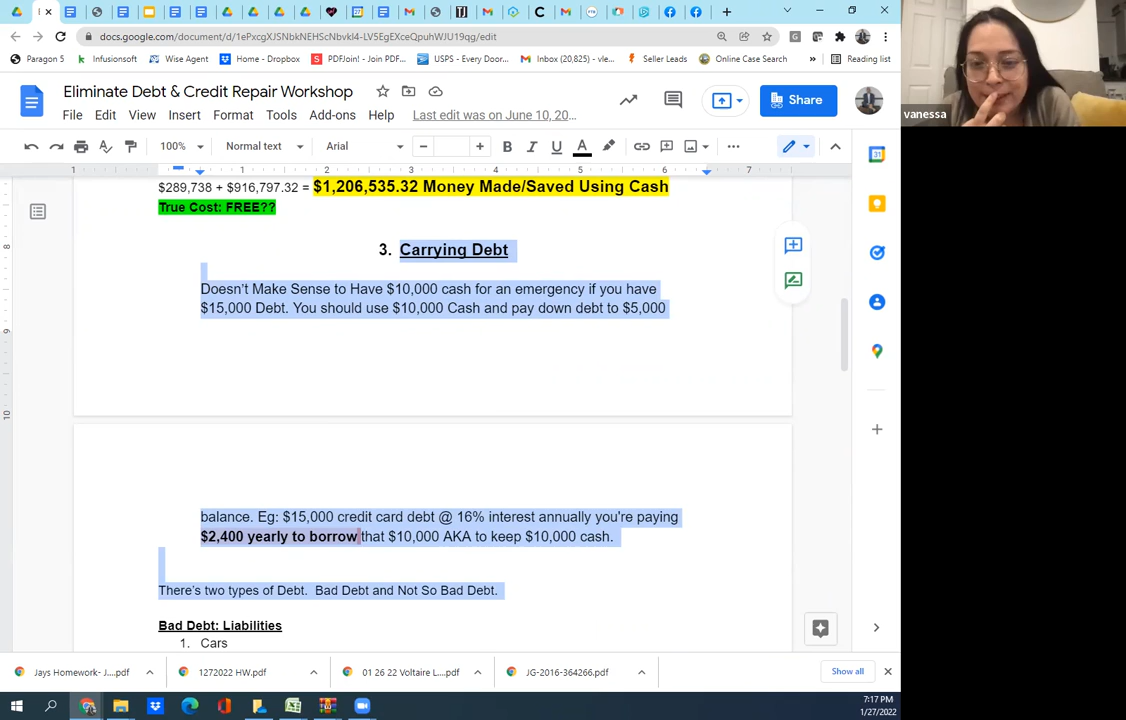 docs.google.com/document/d/1ePxcgXJSNbkNEHScNbvkl4-LV5EgEXceQpuhWJU19qg/edit
Paragon 5 Infusionsoft Wise Agent Home - Dropbox PDFJoin! - Join PDF... USPS - Every Door... Inbox (20,825) - vle... Seller Leads Online Case Search » Reading list
vanessa
Eliminate Debt & Credit Repair Workshop
File Edit View Insert Format Tools Add-ons Help Last edit was on June 10, 20...
Share
100% Normal text Arial
1 1 2 3 4 5 6 7
$289,738 + $916,797.32 = $1,206,535.32 Money Made/Saved Using Cash
True Cost: FREE??
3. Carrying Debt
Doesn't Make Sense to Have $10,000 cash for an emergency if you have
$15,000 Debt. You should use $10,000 Cash and pay down debt to $5,000
balance. Eg: $15,000 credit card debt @ 16% interest annually you're paying
$2,400 yearly to borrow that $10,000 AKA to keep $10,000 cash.
There's two types of Debt. Bad Debt and Not So Bad Debt.
Bad Debt: Liabilities
1. Cars
Jays Homework- J....pdf 1272022 HW.pdf 01 26 22 Voltaire L....pdf JG-2016-364266.pdf Show all
7:17 PM
1/27/2022